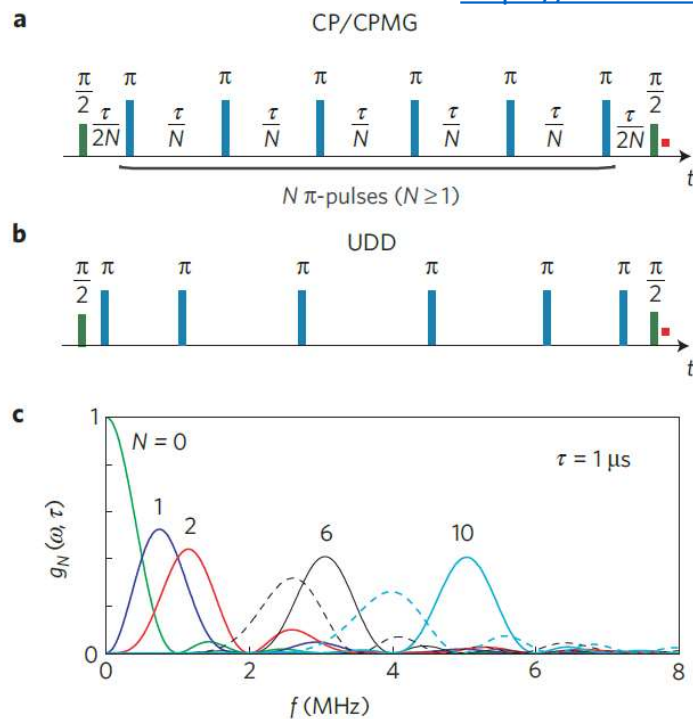 a
CP/CPMG
π/2 τ/2N π τ/N π τ/N π τ/N π τ/N π τ/N π τ/2N π/2
t
N π-pulses (N ≥ 1)
b
UDD
π/2 π π π π π π π/2
t
c
1
N = 0
τ = 1 μs
1
2
6
10
g_N(ω, τ)
0
0 2 4 6 8
f (MHz)